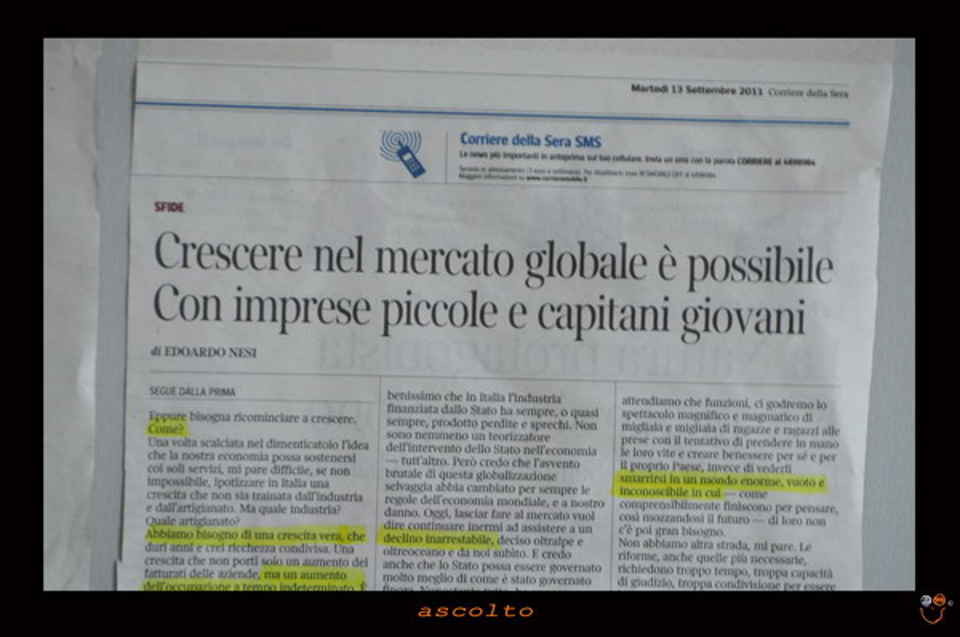 Martedì 13 Settembre 2011 Corriere della Sera
Corriere della Sera SMS
Le news più importanti in anteprima sul tuo cellulare. Invia un sms con la parola CORRIERE al
SFIDE
Crescere nel mercato globale è possibile
Con imprese piccole e capitani giovani
di EDOARDO NESI
SEGUE DALLA PRIMA
Eppure bisogna ricominciare a crescere.
Come?
Una volta scalciata nel dimenticatoio l'idea
che la nostra economia possa sostenersi
coi soli servizi, mi pare difficile, se non
impossibile, ipotizzare in Italia una
crescita che non sia trainata dall'industria
e dall'artigianato. Ma quale industria?
Quale artigianato?
Abbiamo bisogno di una crescita vera, che
duri anni e crei ricchezza condivisa. Una
crescita che non porti solo un aumento dei
fatturati delle aziende, ma un aumento
dell'occupazione a tempo indeterminato. È
benissimo che in Italia l'industria
finanziata dallo Stato ha sempre, o quasi
sempre, prodotto perdite e sprechi. Non
sono nemmeno un teorizzatore
dell'intervento dello Stato nell'economia
— tutt'altro. Però credo che l'avvento
brutale di questa globalizzazione
selvaggia abbia cambiato per sempre le
regole dell'economia mondiale, e a nostro
danno. Oggi, lasciar fare al mercato vuol
dire continuare inermi ad assistere a un
declino inarrestabile, deciso oltralpe e
oltreoceano e da noi subìto. E credo
anche che lo Stato possa essere governato
molto meglio di come è stato governato
attendiamo che funzioni, ci godremo lo
spettacolo magnifico e magmatico di
migliaia e migliaia di ragazze e ragazzi alle
prese con il tentativo di prendere in mano
le loro vite e creare benessere per sé e per
il proprio Paese, invece di vederli
smarrirsi in un mondo enorme, vuoto e
inconoscibile in cui — come
comprensibilmente finiscono per pensare,
così mozzandosi il futuro — di loro non
c'è poi gran bisogno.
Non abbiamo altra strada, mi pare. Le
riforme, anche quelle più necessarie,
richiedono troppo tempo, troppa capacità
di giudizio, troppa condivisione per essere
ascolto